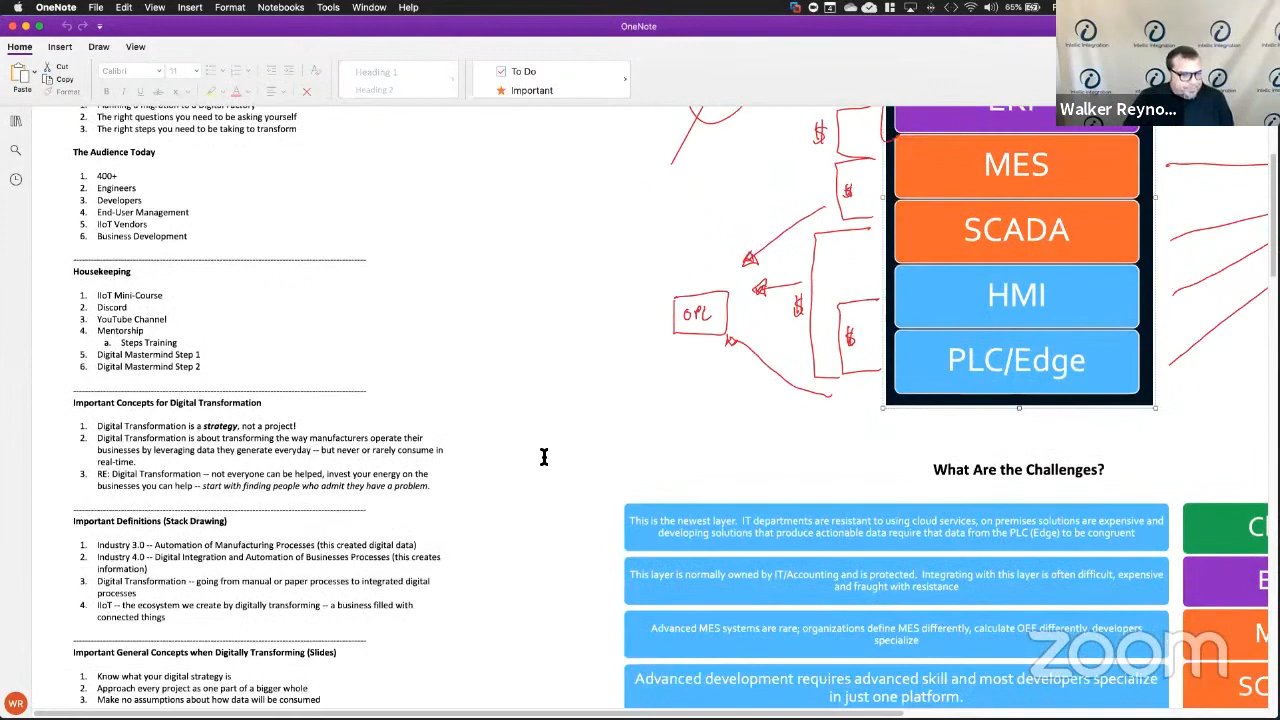 OneNote File Edit View Insert Format Notebooks Tools Window Help
65%
OneNote
Home Insert Draw View
Paste
Cut
Copy
Format
Calibri 11
B I U
Heading 1
Heading 2
To Do
Important
Intellic Integration
Walker Reyno...
Planning a migration to a Digital Factory
2. The right questions you need to be asking yourself
3. The right steps you need to be taking to transform
The Audience Today
1. 400+
2. Engineers
3. Developers
4. End-User Management
5. IIoT Vendors
6. Business Development
Housekeeping
1. IIoT Mini-Course
2. Discord
3. YouTube Channel
4. Mentorship
a. Steps Training
5. Digital Mastermind Step 1
6. Digital Mastermind Step 2
Important Concepts for Digital Transformation
1. Digital Transformation is a strategy, not a project!
2. Digital Transformation is about transforming the way manufacturers operate their
businesses by leveraging data they generate everyday -- but never or rarely consume in
real-time.
3. RE: Digital Transformation -- not everyone can be helped, invest your energy on the
businesses you can help -- start with finding people who admit they have a problem.
Important Definitions (Stack Drawing)
1. Industry 3.0 -- Automation of Manufacturing Processes (this created digital data)
2. Industry 4.0 -- Digital Integration and Automation of Businesses Processes (this creates
information)
3. Digital Transformation -- going from manual or paper processes to integrated digital
processes
4. IIoT -- the ecosystem we create by digitally transforming -- a business filled with
connected things
Important General Concepts when Digitally Transforming (Slides)
1. Know what your digital strategy is
2. Approach every project as one part of a bigger whole
3. Make no assumptions about how data will be consumed
WR
ERP
MES
SCADA
HMI
PLC/Edge
$
$
$
$
What Are the Challenges?
This is the newest layer. IT departments are resistant to using cloud services, on premises solutions are expensive and
developing solutions that produce actionable data require that data from the PLC (Edge) to be congruent
This layer is normally owned by IT/Accounting and is protected. Integrating with this layer is often difficult, expensive
and fraught with resistance
Advanced MES systems are rare; organizations define MES differently, calculate OEE differently, developers
specialize
Advanced development requires advanced skill and most developers specialize
in just one platform.
Cl
E
M
SC
zoom